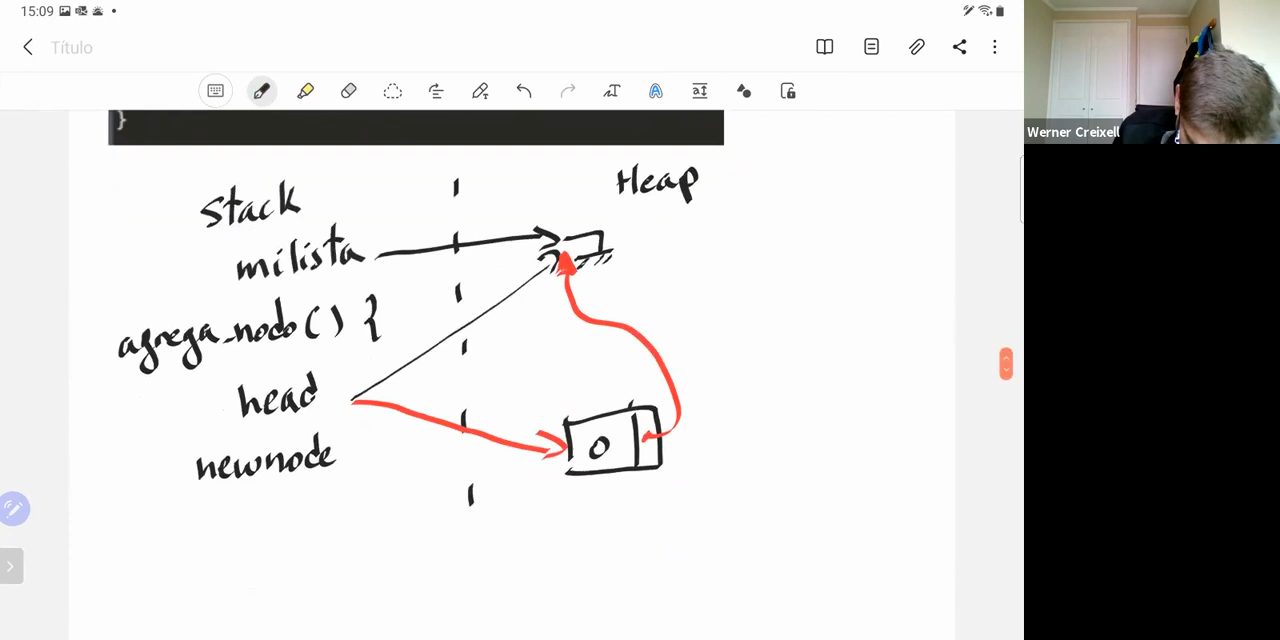 15:09
Título
}
Stack
Heap
milista
agrega_nodo() {
head
newnode
0
Werner Creixell